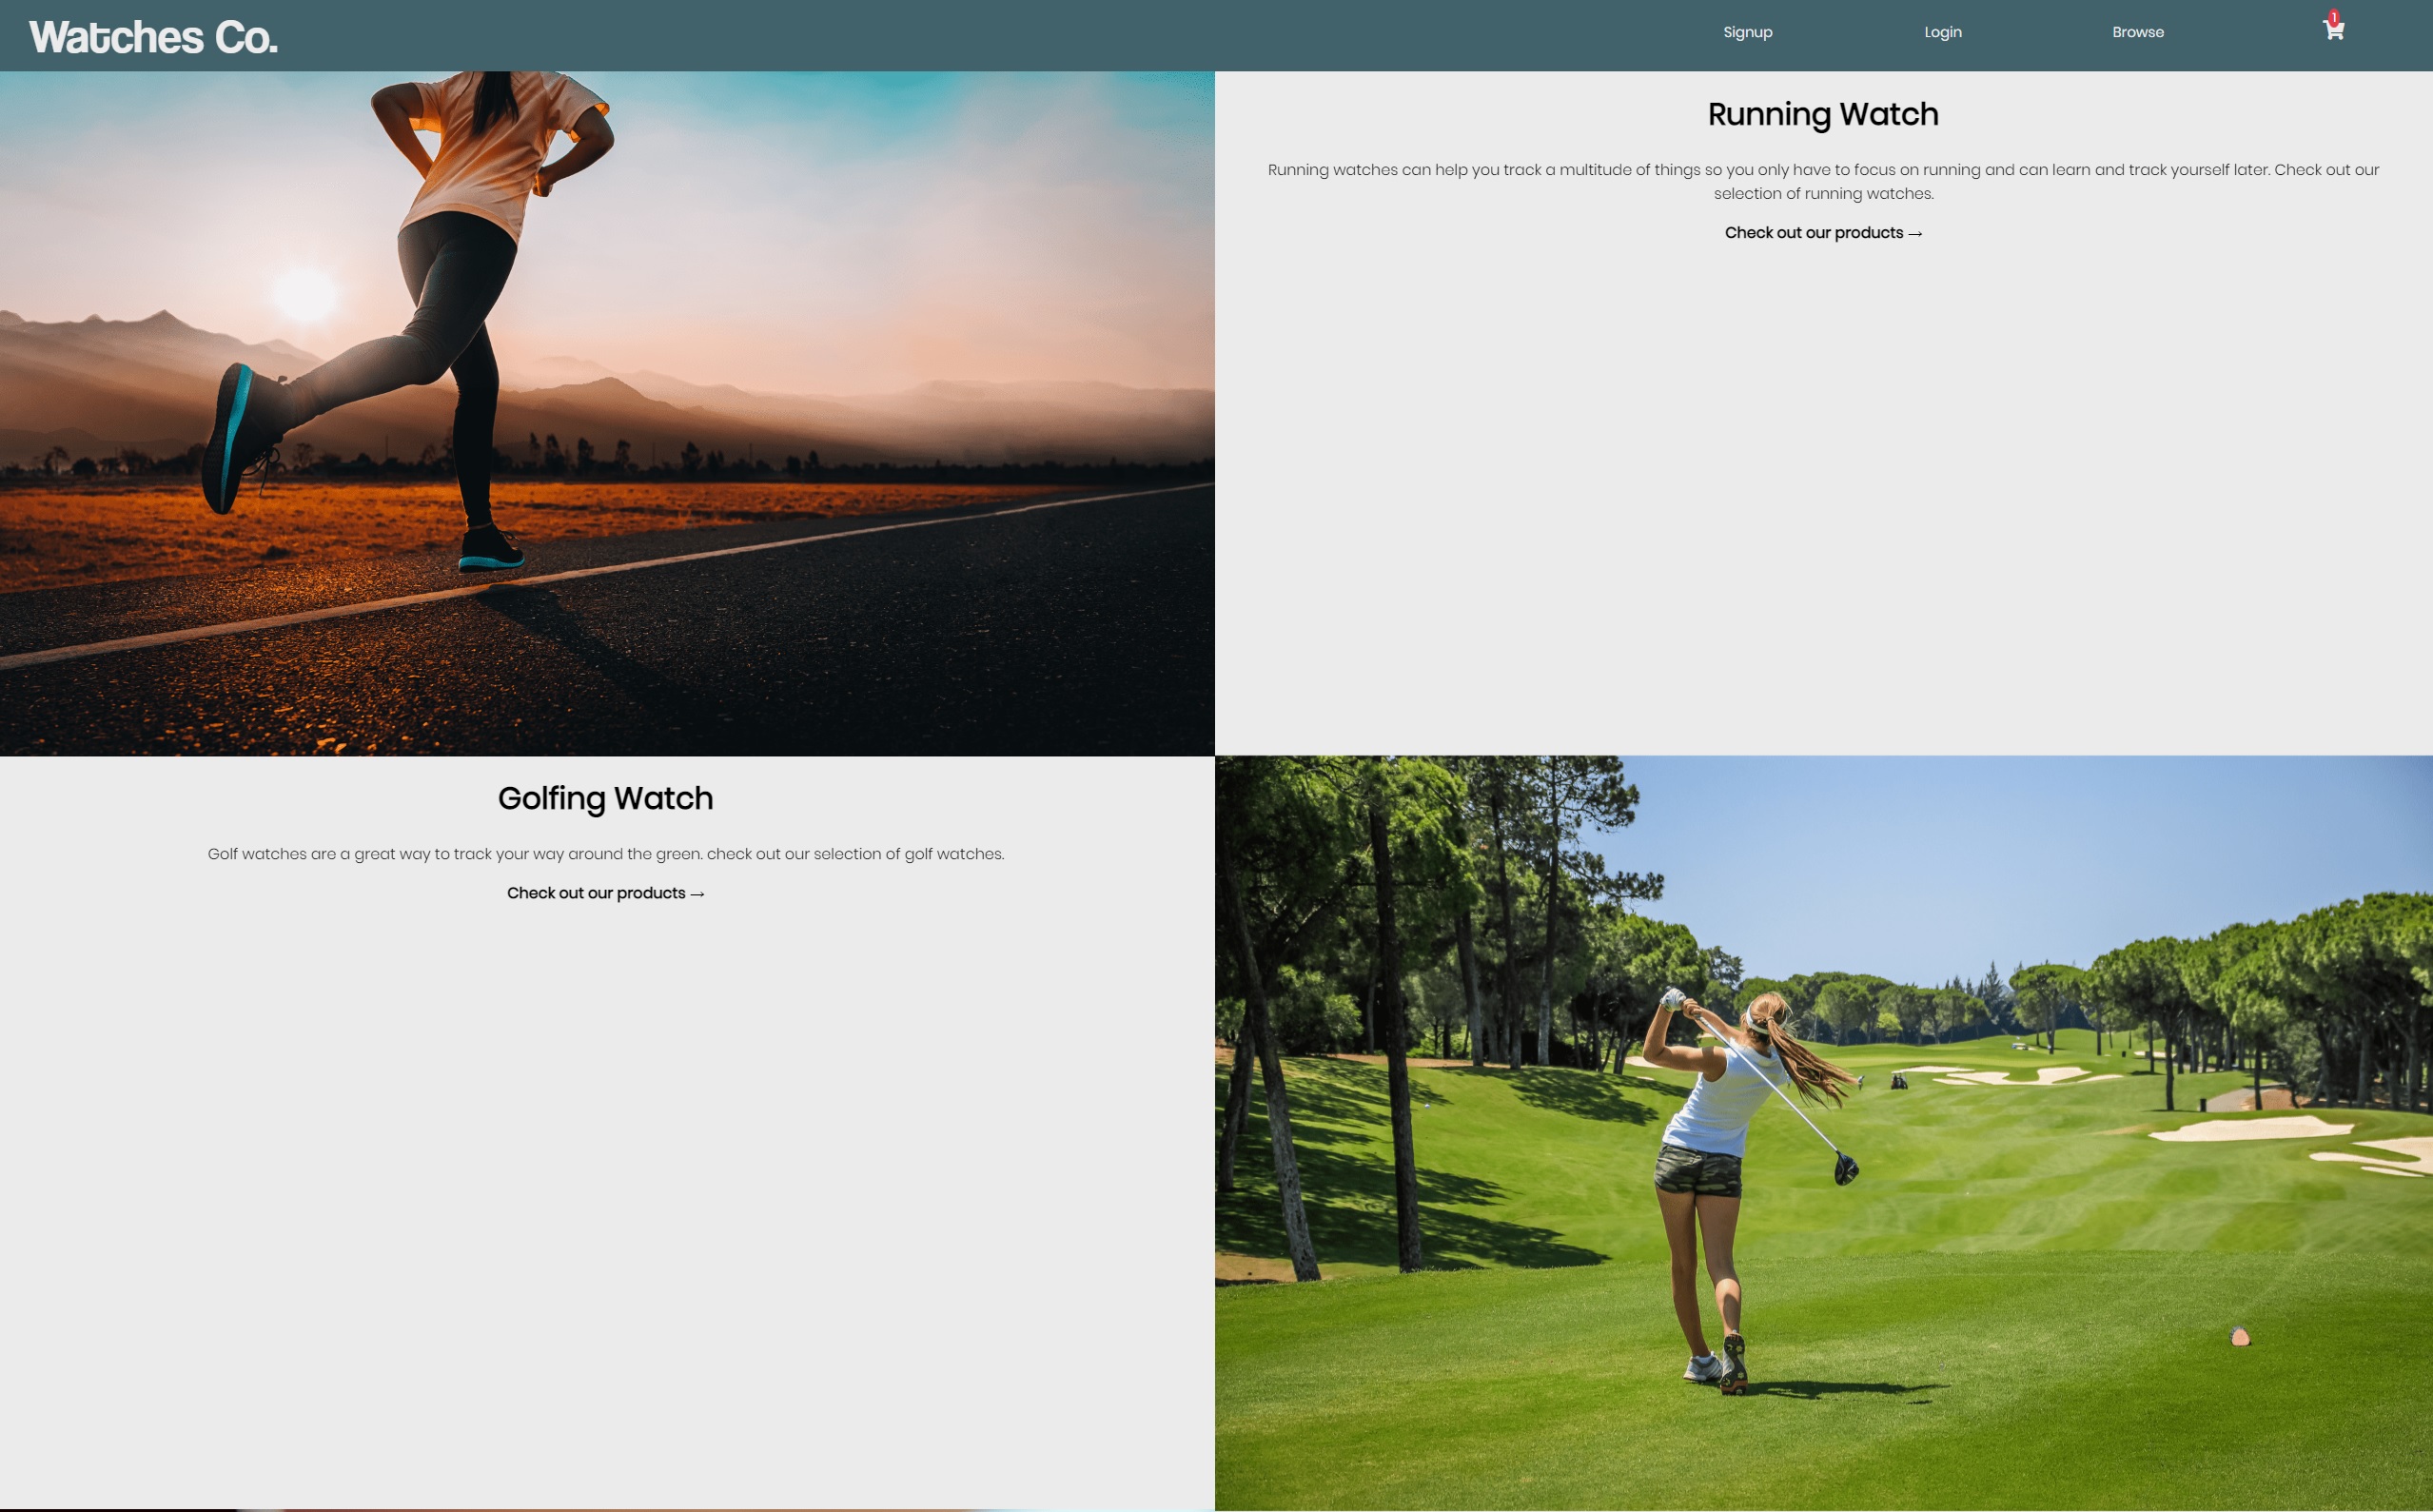 Watches Co.
Signup
Login
Browse
1
Running Watch
Running watches can help you track a multitude of things so you only have to focus on running and can learn and track yourself later. Check out our
selection of running watches.
Check out our products →
Golfing Watch
Golf watches are a great way to track your way around the green. check out our selection of golf watches.
Check out our products →